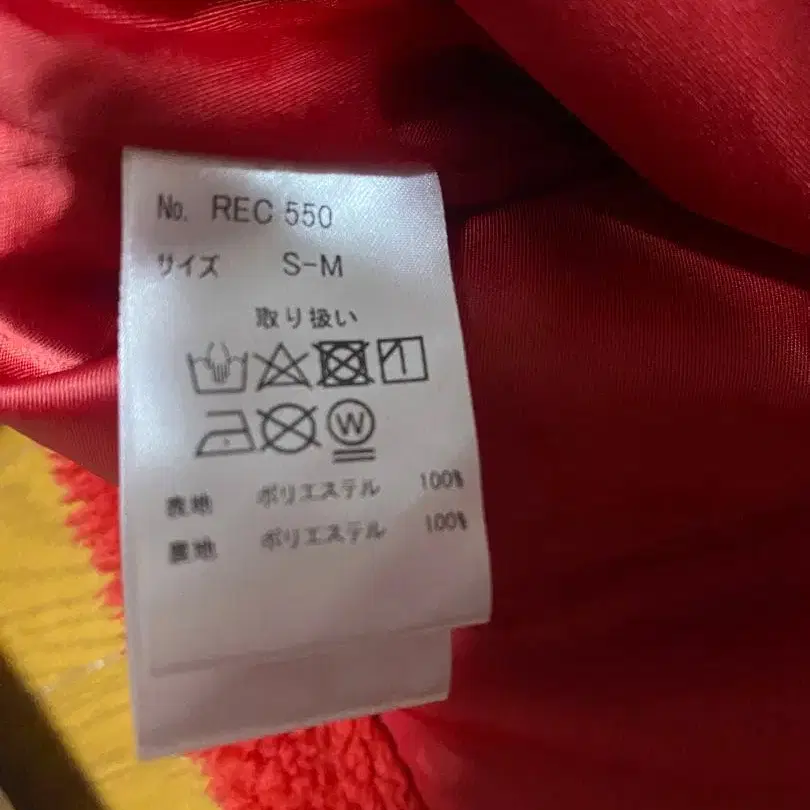 No. REC 550
サイズ S-M
取り扱い
W
表地 ポリエステル 100%
裏地 ポリエステル 100%